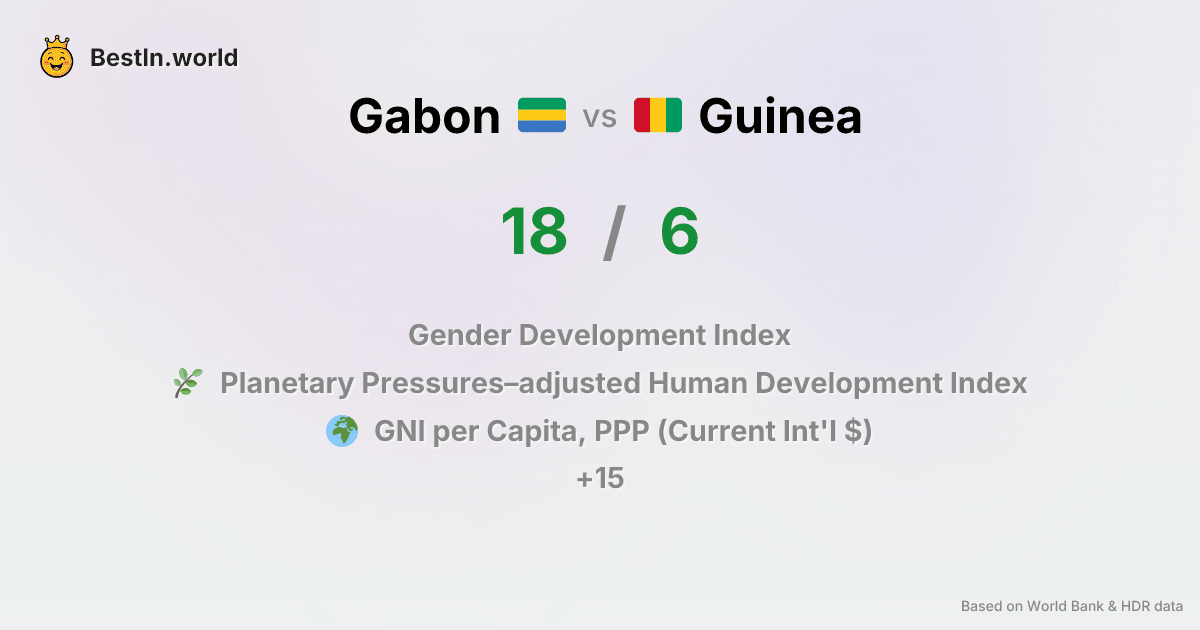 BestIn.world
Gabon vs Guinea
18 / 6
Gender Development Index
Planetary Pressures–adjusted Human Development Index
GNI per Capita, PPP (Current Int'l $)
+15
Based on World Bank & HDR data